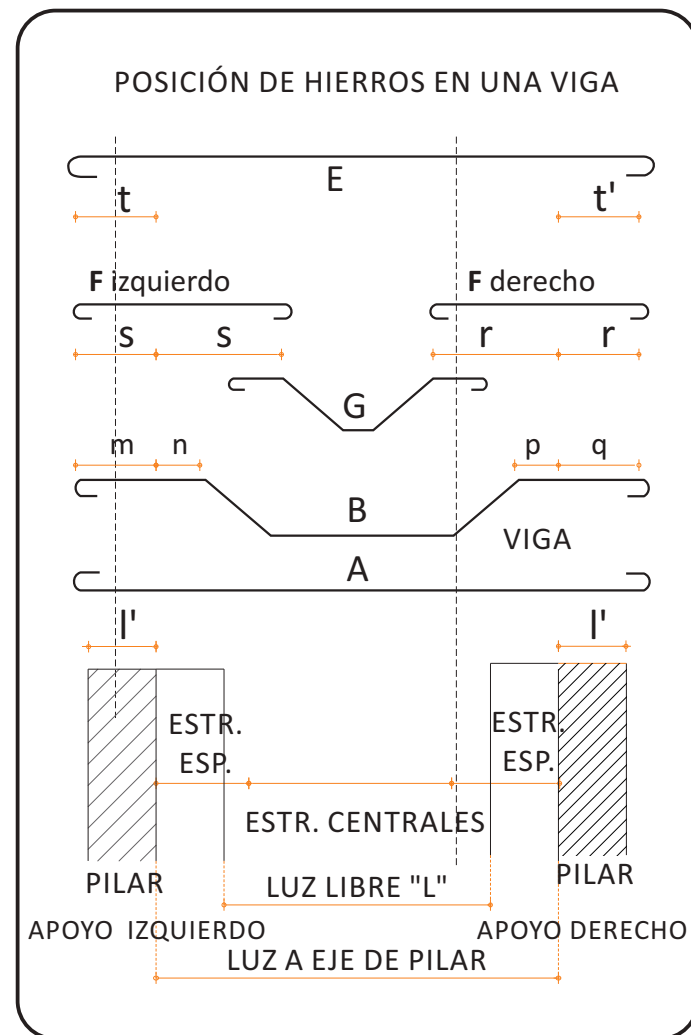 POSICIÓN DE HIERROS EN UNA VIGA
E
t t'
F izquierdo F derecho
s s r r
G
m n p q
B
VIGA
A
l' l'
ESTR. ESP. ESTR. ESP.
ESTR. CENTRALES
PILAR PILAR
LUZ LIBRE "L"
APOYO IZQUIERDO APOYO DERECHO
LUZ A EJE DE PILAR